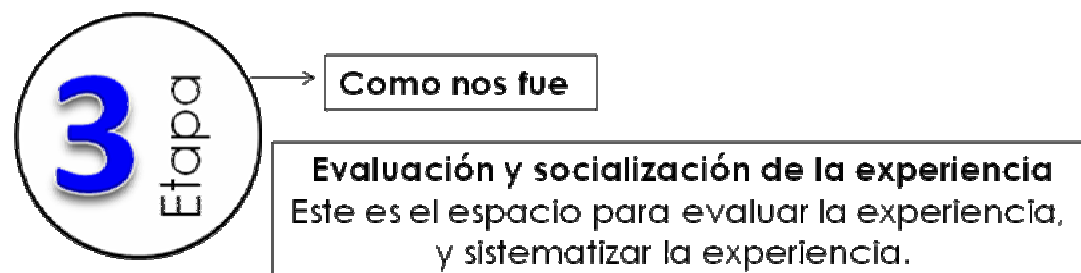 3
Etapa
Como nos fue
Evaluación y socialización de la experiencia
Este es el espacio para evaluar la experiencia,
y sistematizar la experiencia.